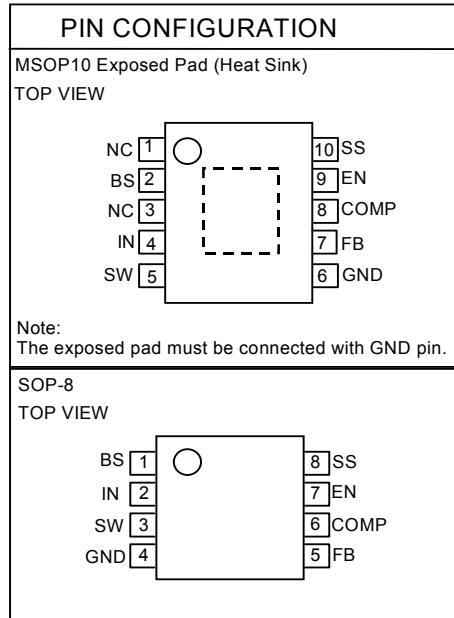 PIN CONFIGURATION
MSOP10 Exposed Pad (Heat Sink)
TOP VIEW
NC 1 10 SS
BS 2 9 EN
NC 3 8 COMP
IN 4 7 FB
SW 5 6 GND
Note:
The exposed pad must be connected with GND pin.
SOP-8
TOP VIEW
BS 1 8 SS
IN 2 7 EN
SW 3 6 COMP
GND 4 5 FB